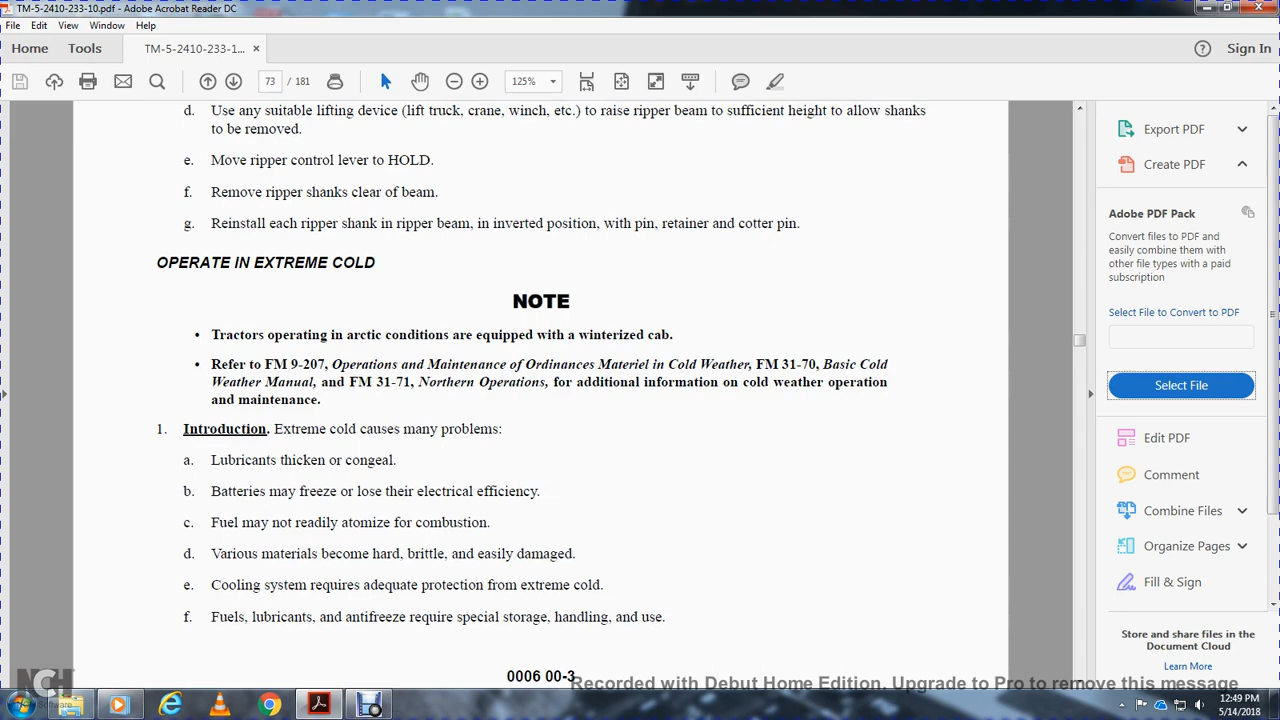 TM-5-2410-233-10.pdf - Adobe Acrobat Reader DC
File Edit View Window Help
Home Tools TM-5-2410-233-1... × Sign In
73 / 181 125%
d. Use any suitable lifting device (lift truck, crane, winch, etc.) to raise ripper beam to sufficient height to allow shanks
to be removed.
e. Move ripper control lever to HOLD.
f. Remove ripper shanks clear of beam.
g. Reinstall each ripper shank in ripper beam, in inverted position, with pin, retainer and cotter pin.
OPERATE IN EXTREME COLD
NOTE
• Tractors operating in arctic conditions are equipped with a winterized cab.
• Refer to FM 9-207, Operations and Maintenance of Ordinances Materiel in Cold Weather, FM 31-70, Basic Cold
Weather Manual, and FM 31-71, Northern Operations, for additional information on cold weather operation
and maintenance.
1. Introduction. Extreme cold causes many problems:
a. Lubricants thicken or congeal.
b. Batteries may freeze or lose their electrical efficiency.
c. Fuel may not readily atomize for combustion.
d. Various materials become hard, brittle, and easily damaged.
e. Cooling system requires adequate protection from extreme cold.
f. Fuels, lubricants, and antifreeze require special storage, handling, and use.
0006 00-3
Export PDF
Create PDF
Adobe PDF Pack
Convert files to PDF and
easily combine them with
other file types with a paid
subscription
Select File to Convert to PDF
Select File
Edit PDF
Comment
Combine Files
Organize Pages
Fill & Sign
Store and share files in the
Document Cloud
Learn More
NCH
Software
Recorded with Debut Home Edition. Upgrade to Pro to remove this message
12:49 PM
5/14/2018